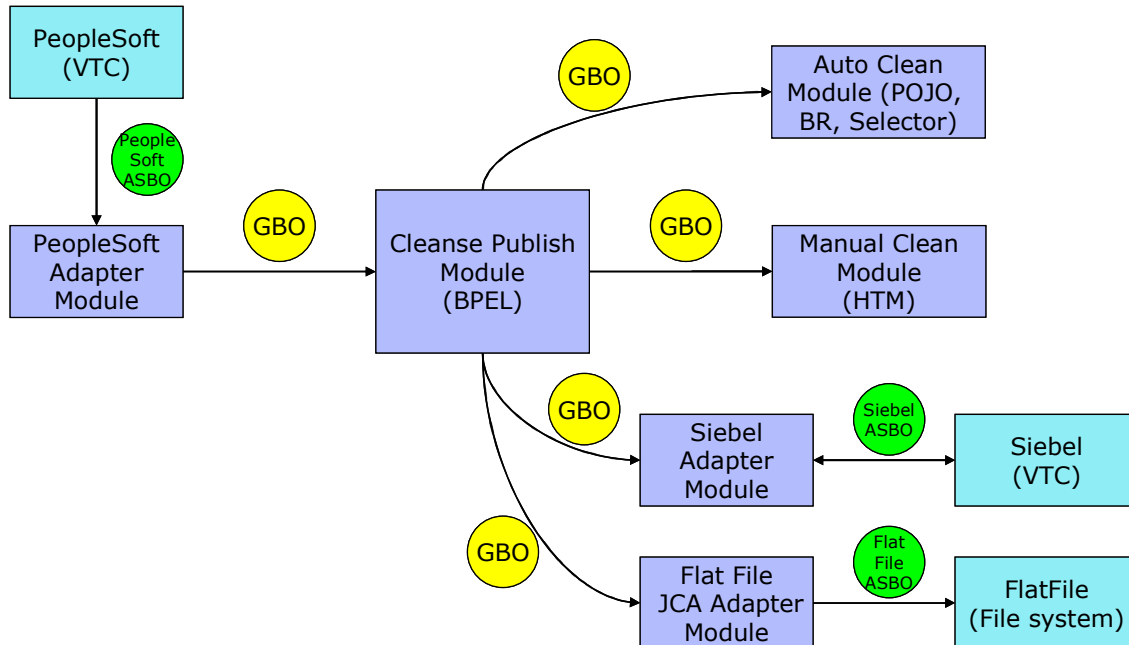 PeopleSoft
(VTC)
People
Soft
ASBO
PeopleSoft
Adapter
Module
GBO
Cleanse Publish
Module
(BPEL)
GBO
Auto Clean
Module (POJO,
BR, Selector)
GBO
Manual Clean
Module
(HTM)
GBO
Siebel
Adapter
Module
Siebel
ASBO
Siebel
(VTC)
GBO
Flat File
JCA Adapter
Module
Flat
File
ASBO
FlatFile
(File system)